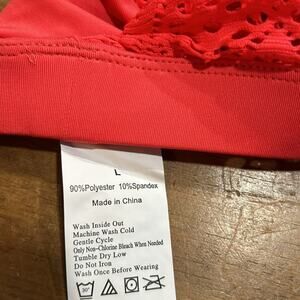 L
90%Polyester 10%Spandex
Made in China
Wash Inside Out
Machine Wash Cold
Gentle Cycle
Only Non-Chlorine Bleach When Needed
Tumble Dry Low
Do Not Iron
Wash Once Before Wearing